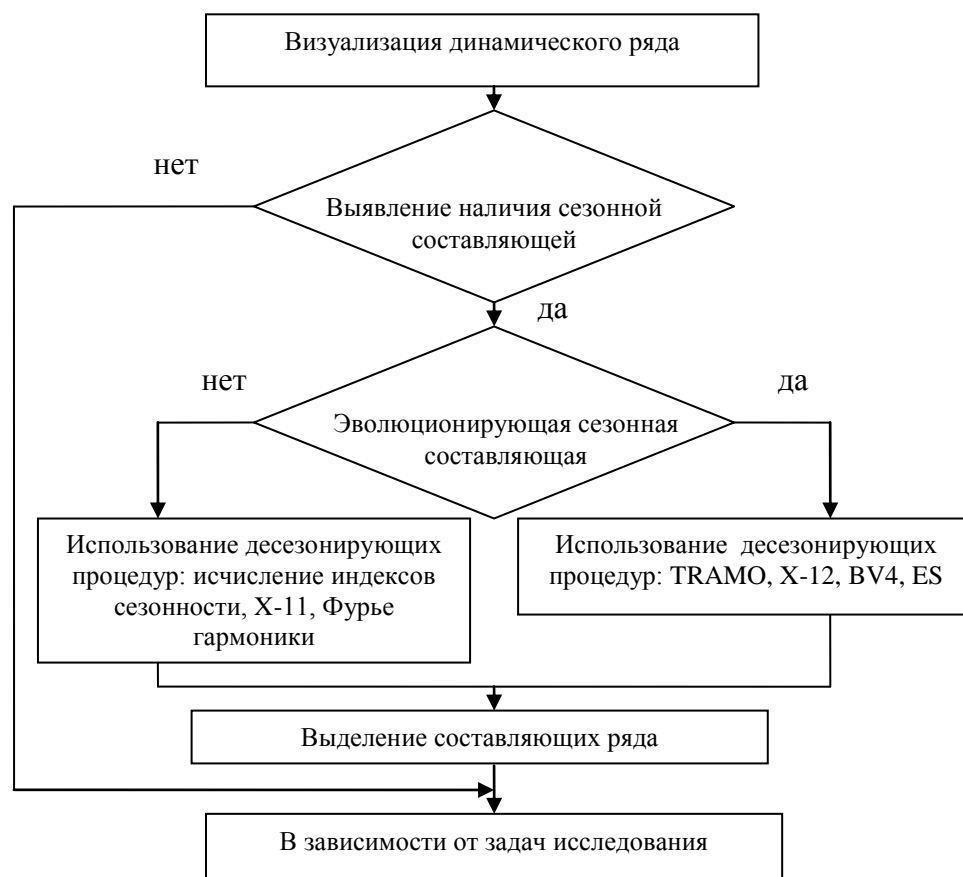 Визуализация динамического ряда
нет
Выявление наличия сезонной
составляющей
да
нет
да
Эволюционирующая сезонная
составляющая
Использование десезонирующих
процедур: исчисление индексов
сезонности, X-11, Фурье
гармоники
Использование десезонирующих
процедур: TRAMO, X-12, BV4, ES
Выделение составляющих ряда
В зависимости от задач исследования